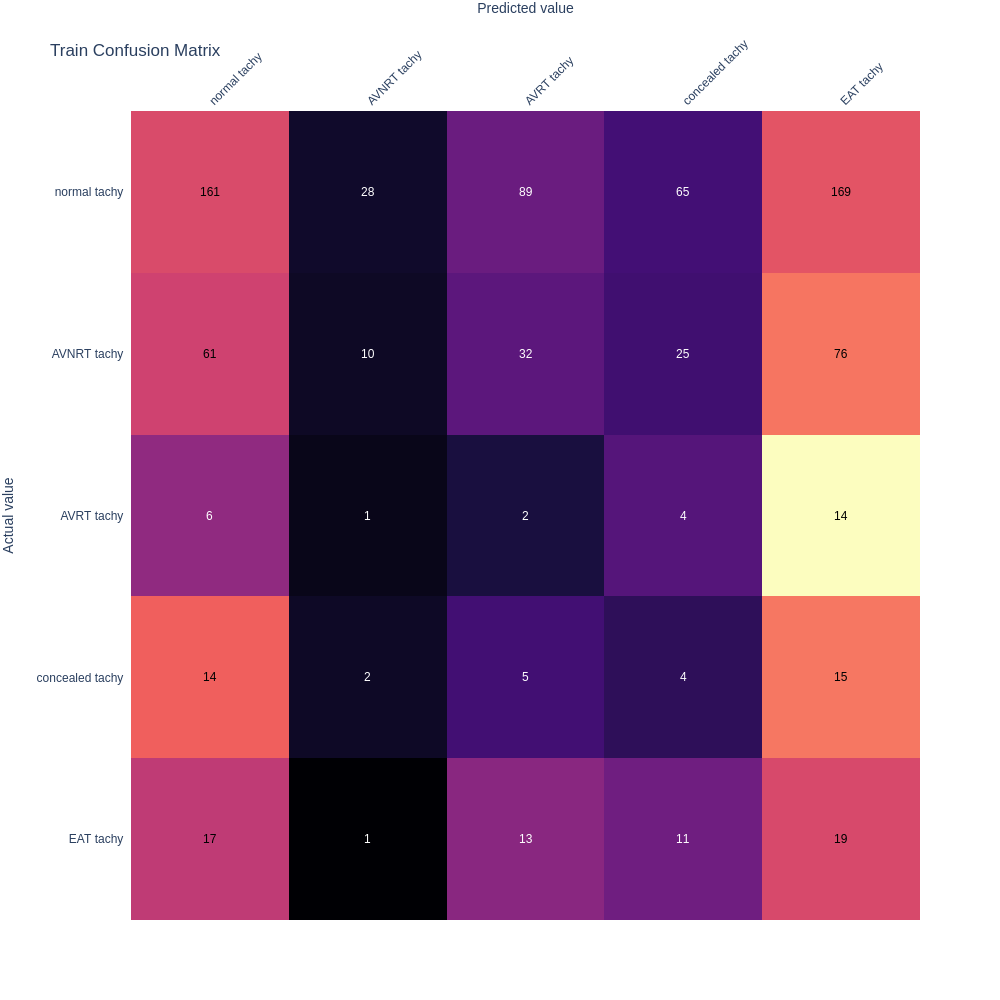 Predicted value
Train Confusion Matrix
normal tachy AVNRT tachy AVRT tachy concealed tachy EAT tachy
normal tachy 161 28 89 65 169
AVNRT tachy 61 10 32 25 76
Actual value
AVRT tachy 6 1 2 4 14
concealed tachy 14 2 5 4 15
EAT tachy 17 1 13 11 19